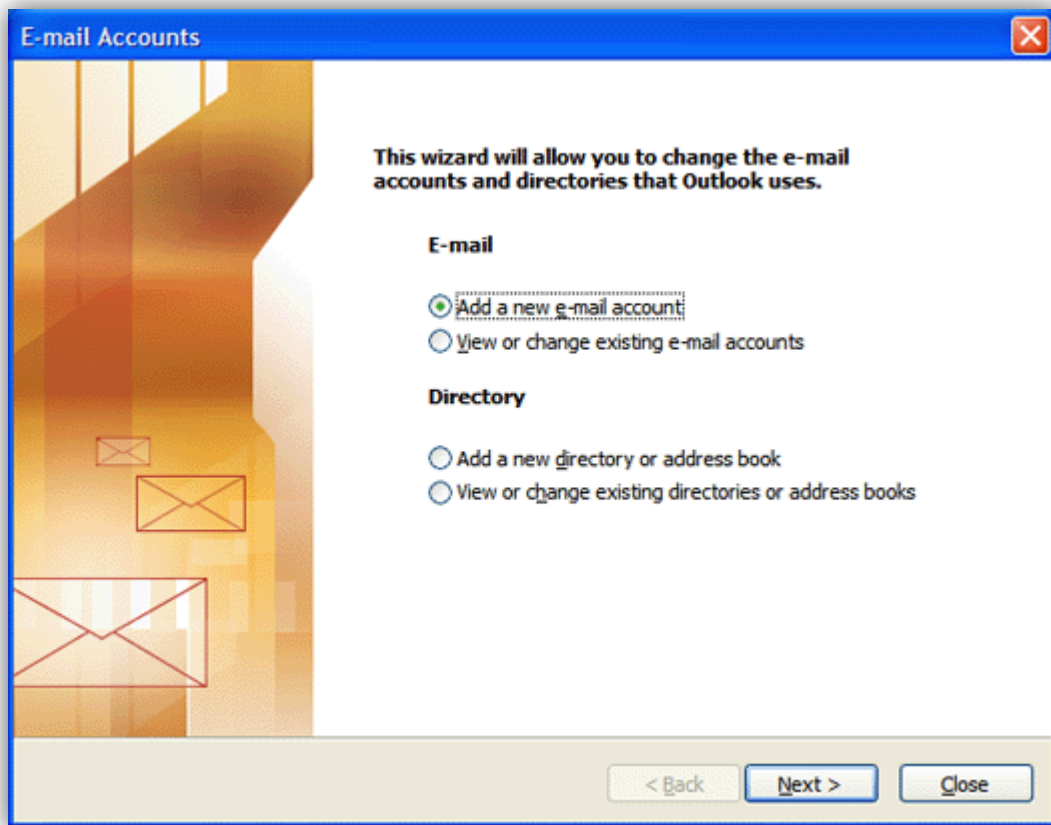 E-mail Accounts
This wizard will allow you to change the e-mail
accounts and directories that Outlook uses.
E-mail
Add a new e-mail account
View or change existing e-mail accounts
Directory
Add a new directory or address book
View or change existing directories or address books
< Back Next > Close